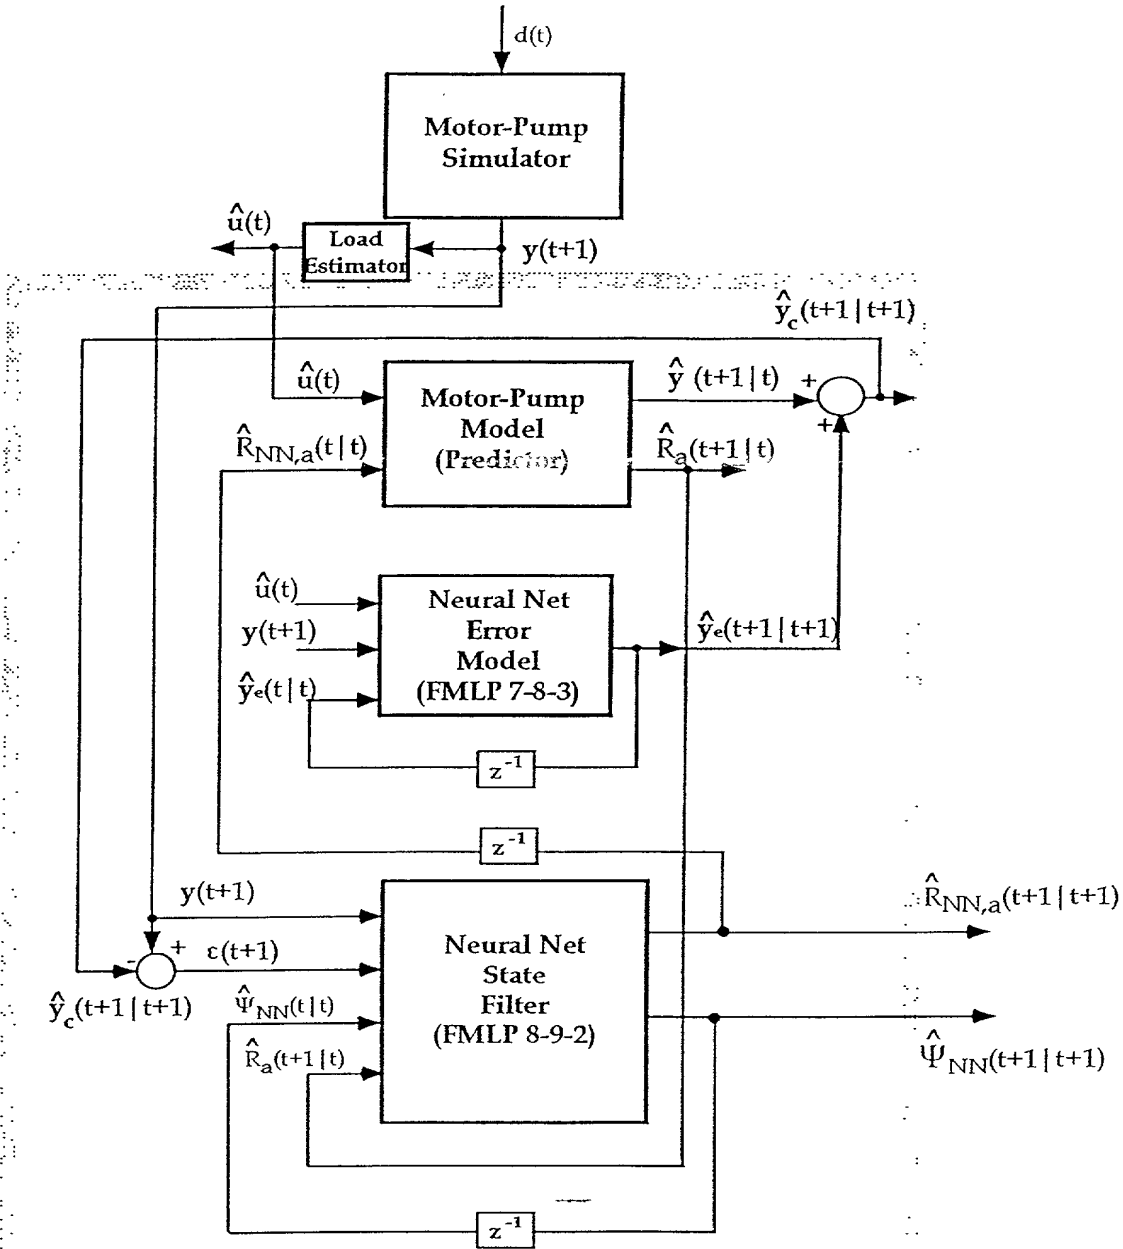 d(t)
Motor-Pump
Simulator
û(t)
Load
Estimator
y(t+1)
ŷc(t+1|t+1)
û(t)
Motor-Pump
Model
(Predictor)
ŷ (t+1|t)
+
+
R̂NN,a(t|t)
R̂a(t+1|t)
û(t)
y(t+1)
ŷe(t|t)
Neural Net
Error
Model
(FMLP 7-8-3)
ŷe(t+1|t+1)
z⁻¹
z⁻¹
y(t+1)
+
-
ε(t+1)
ŷc(t+1|t+1)
Ψ̂NN(t|t)
R̂a(t+1|t)
Neural Net
State
Filter
(FMLP 8-9-2)
R̂NN,a(t+1|t+1)
Ψ̂NN(t+1|t+1)
z⁻¹